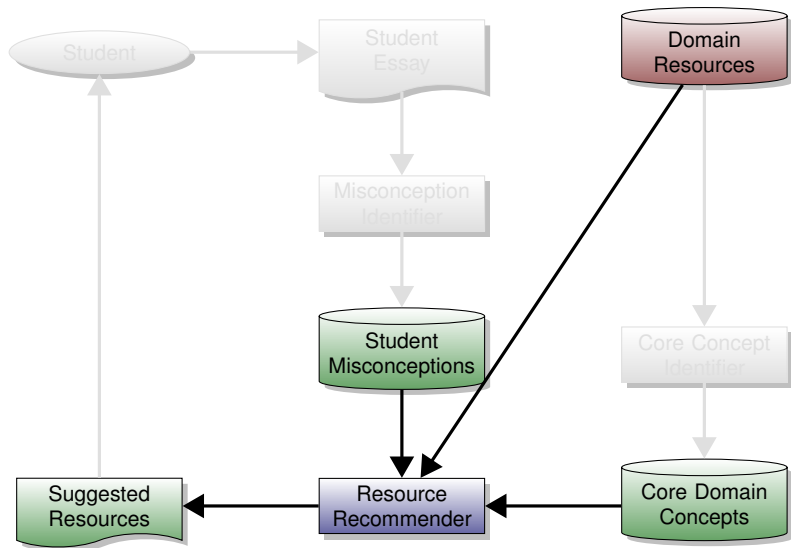 Student
Student
Essay
Domain
Resources
Misconception
Identifier
Student
Misconceptions
Core Concept
Identifier
Suggested
Resources
Resource
Recommender
Core Domain
Concepts